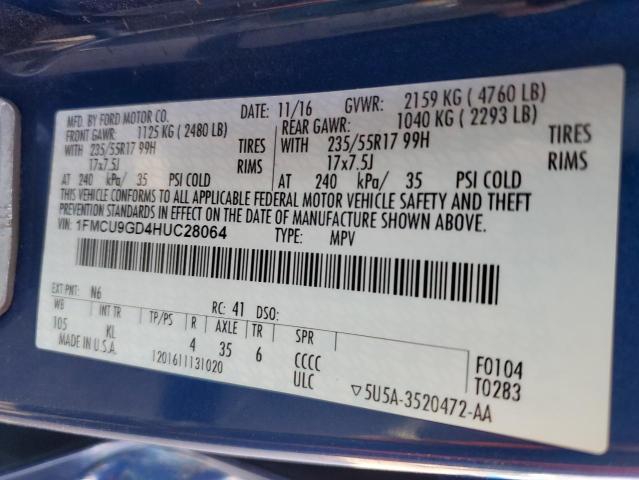 MFD. BY FORD MOTOR CO. DATE: 11/16 GVWR: 2159 KG ( 4760 LB)
FRONT GAWR: 1125 KG ( 2480 LB) REAR GAWR: 1040 KG ( 2293 LB)
WITH 235/55R17 99H TIRES WITH 235/55R17 99H TIRES
17x7.5J RIMS 17x7.5J RIMS
AT 240 kPa/ 35 PSI COLD AT 240 kPa/ 35 PSI COLD
THIS VEHICLE CONFORMS TO ALL APPLICABLE FEDERAL MOTOR VEHICLE SAFETY AND THEFT
PREVENTION STANDARDS IN EFFECT ON THE DATE OF MANUFACTURE SHOWN ABOVE.
VIN: 1FMCU9GD4HUC28064 TYPE: MPV
EXT PNT: N6 RC: 41 DSO:
WB INT TR TP/PS R AXLE TR SPR
105 KL 4 35 6 CCCC F0104
MADE IN U.S.A. 1201611131020 ULC T0283
▽5U5A-3520472-AA